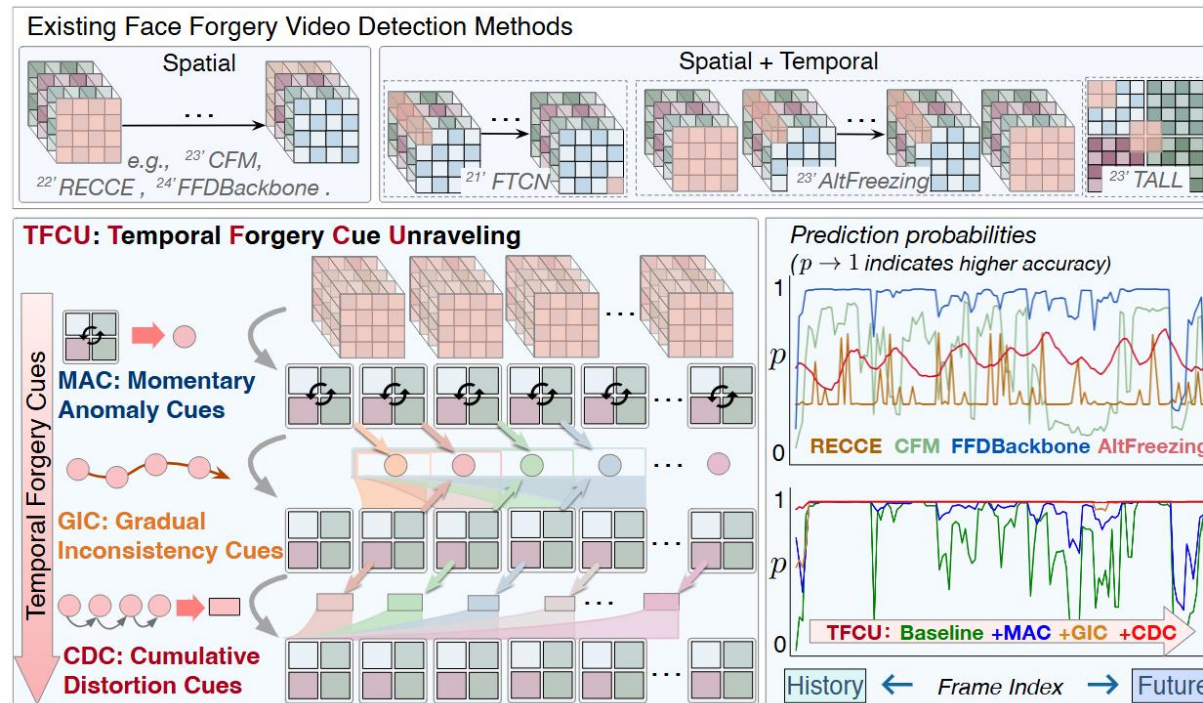 Existing Face Forgery Video Detection Methods
Spatial
Spatial + Temporal
...
...
...
e.g., 23' CFM,
22' RECCE , 24' FFDBackbone .
21' FTCN
23' AltFreezing
23' TALL
TFCU: Temporal Forgery Cue Unraveling
Temporal Forgery Cues
MAC: Momentary
Anomaly Cues
GIC: Gradual
Inconsistency Cues
CDC: Cumulative
Distortion Cues
...
...
...
...
...
...
Prediction probabilities
(p → 1 indicates higher accuracy)
1
p
0
RECCE CFM FFDBackbone AltFreezing
1
p
0
TFCU: Baseline +MAC +GIC +CDC
History ← Frame Index → Future